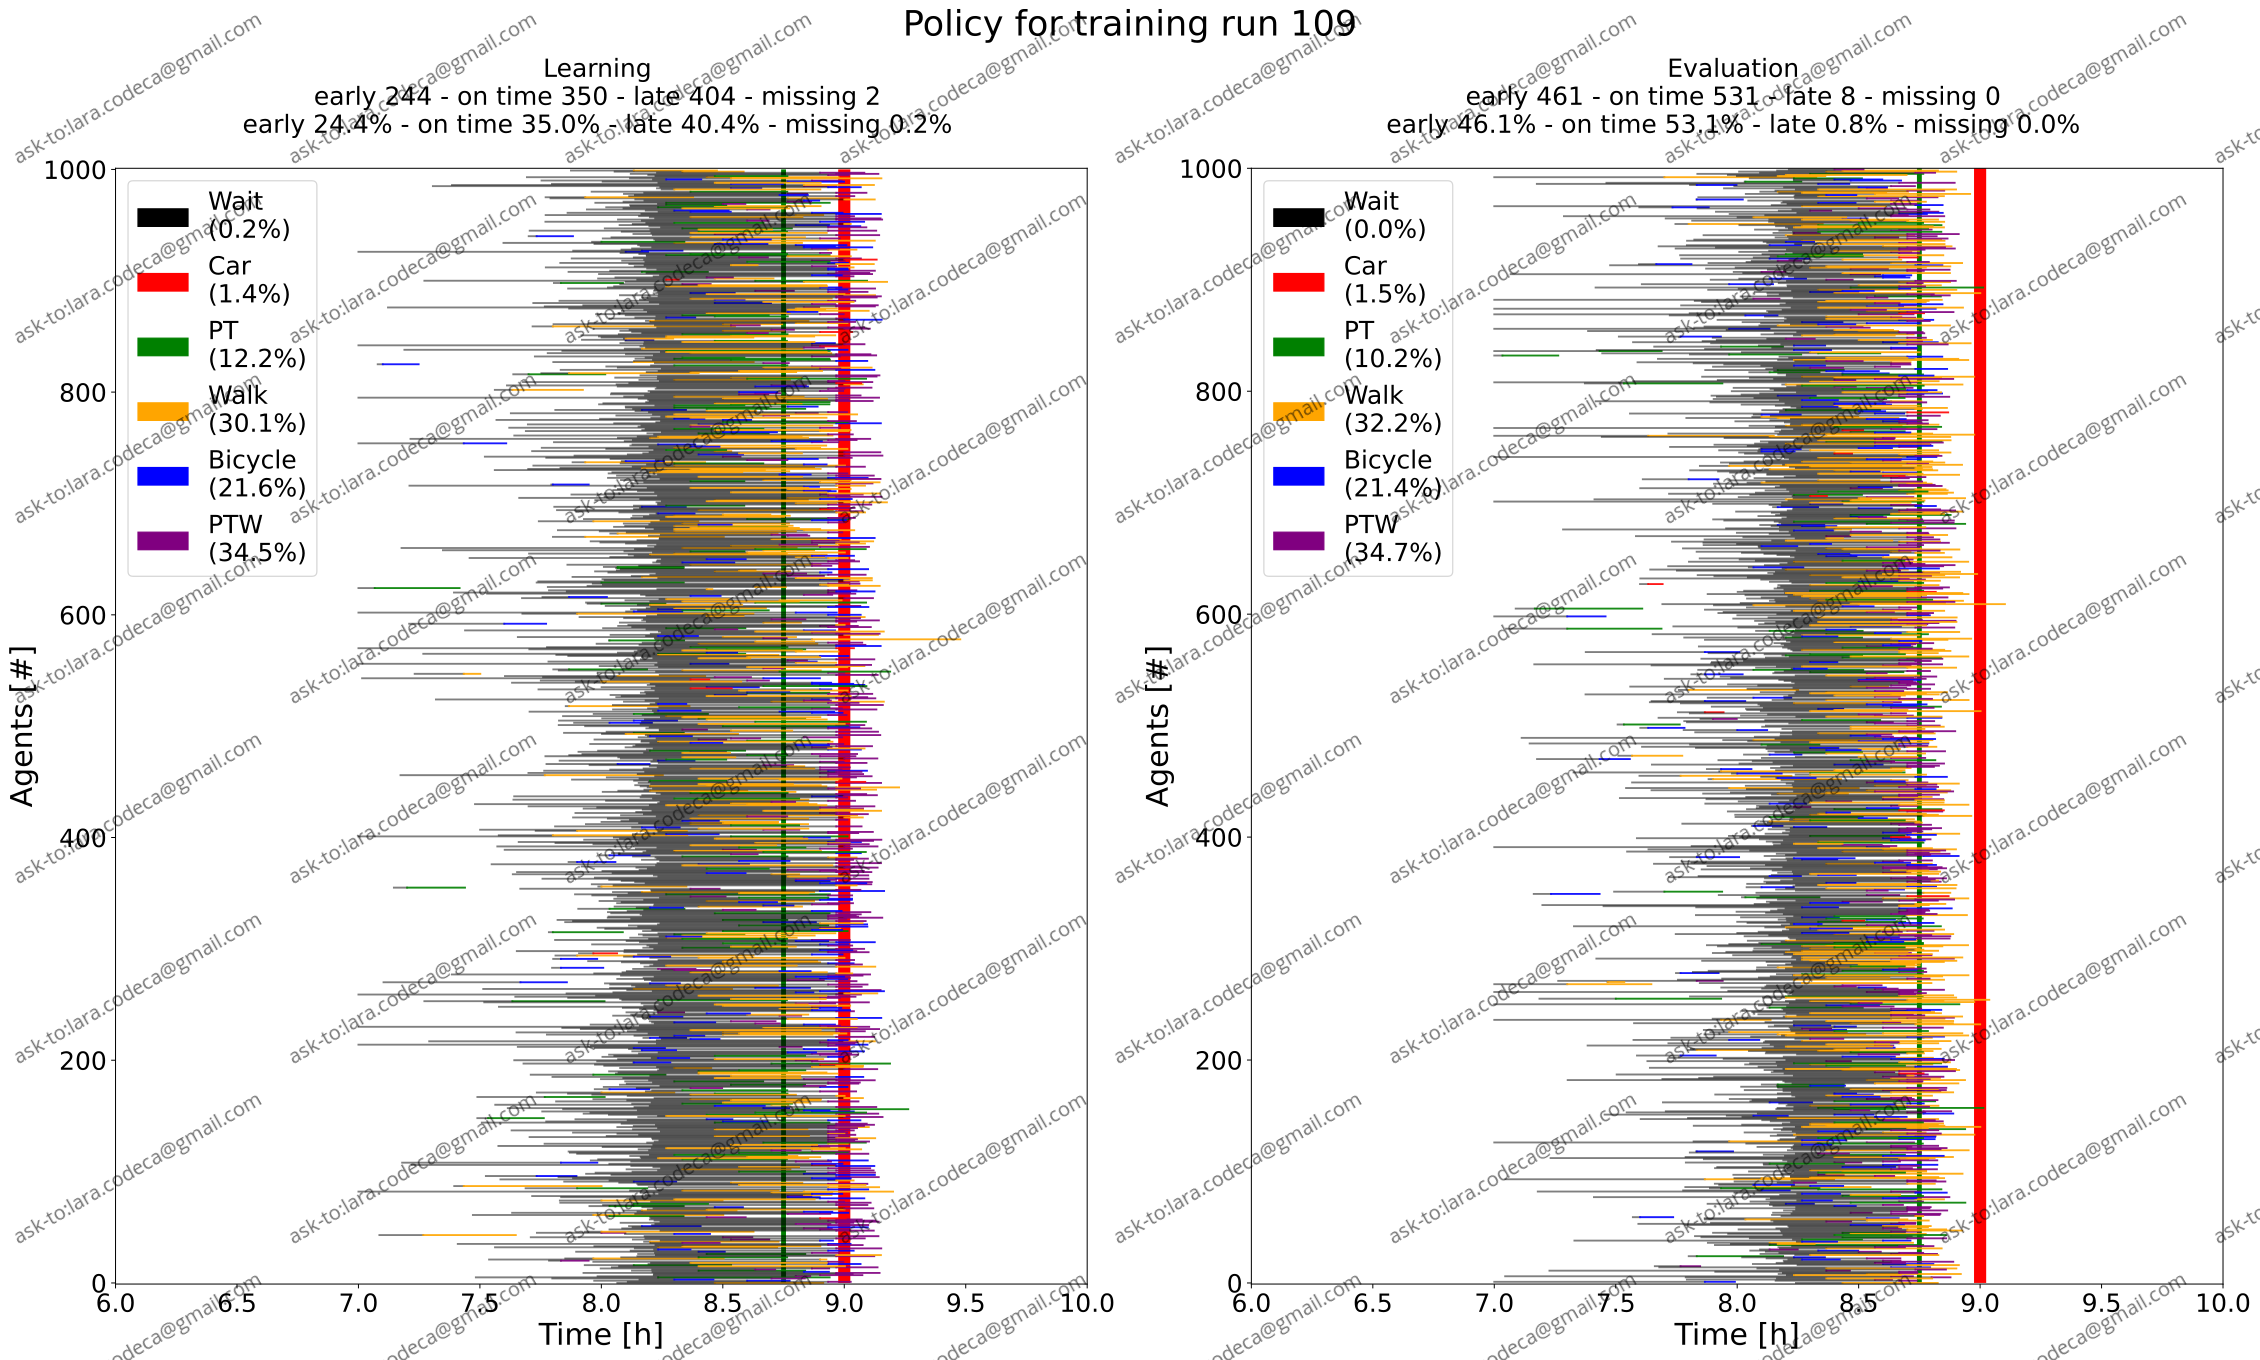 Policy for training run 109
Learning
early 244 - on time 350 - late 404 - missing 2
early 24.4% - on time 35.0% - late 40.4% - missing 0.2%
1000
800
600
400
200
0
Agents [#]
Wait
(0.2%)
Car
(1.4%)
PT
(12.2%)
Walk
(30.1%)
Bicycle
(21.6%)
PTW
(34.5%)
6.0 6.5 7.0 7.5 8.0 8.5 9.0 9.5 10.0
Time [h]
Evaluation
early 461 - on time 531 - late 8 - missing 0
early 46.1% - on time 53.1% - late 0.8% - missing 0.0%
1000
800
600
400
200
0
Agents [#]
Wait
(0.0%)
Car
(1.5%)
PT
(10.2%)
Walk
(32.2%)
Bicycle
(21.4%)
PTW
(34.7%)
6.0 6.5 7.0 7.5 8.0 8.5 9.0 9.5 10.0
Time [h]
ask-to:lara.codeca@gmail.com